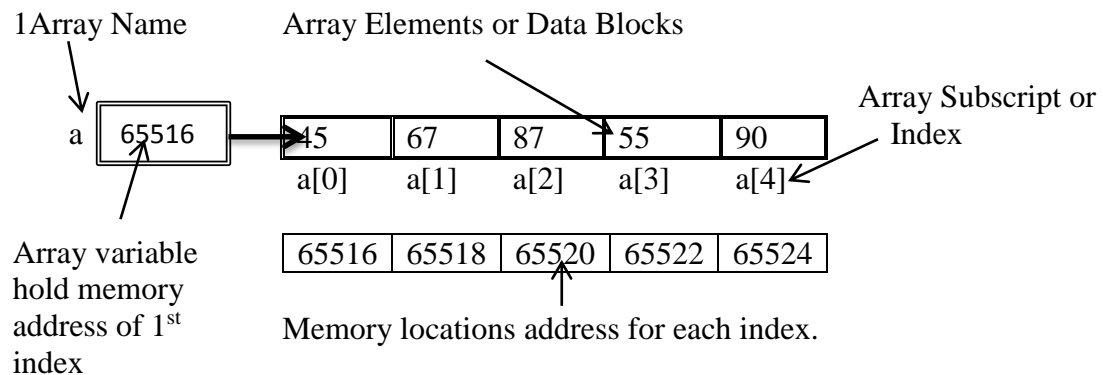 1Array Name
Array Elements or Data Blocks
Array Subscript or
Index
a
65516
45 67 87 55 90
a[0] a[1] a[2] a[3] a[4]
65516 65518 65520 65522 65524
Array variable
hold memory
address of 1st
index
Memory locations address for each index.